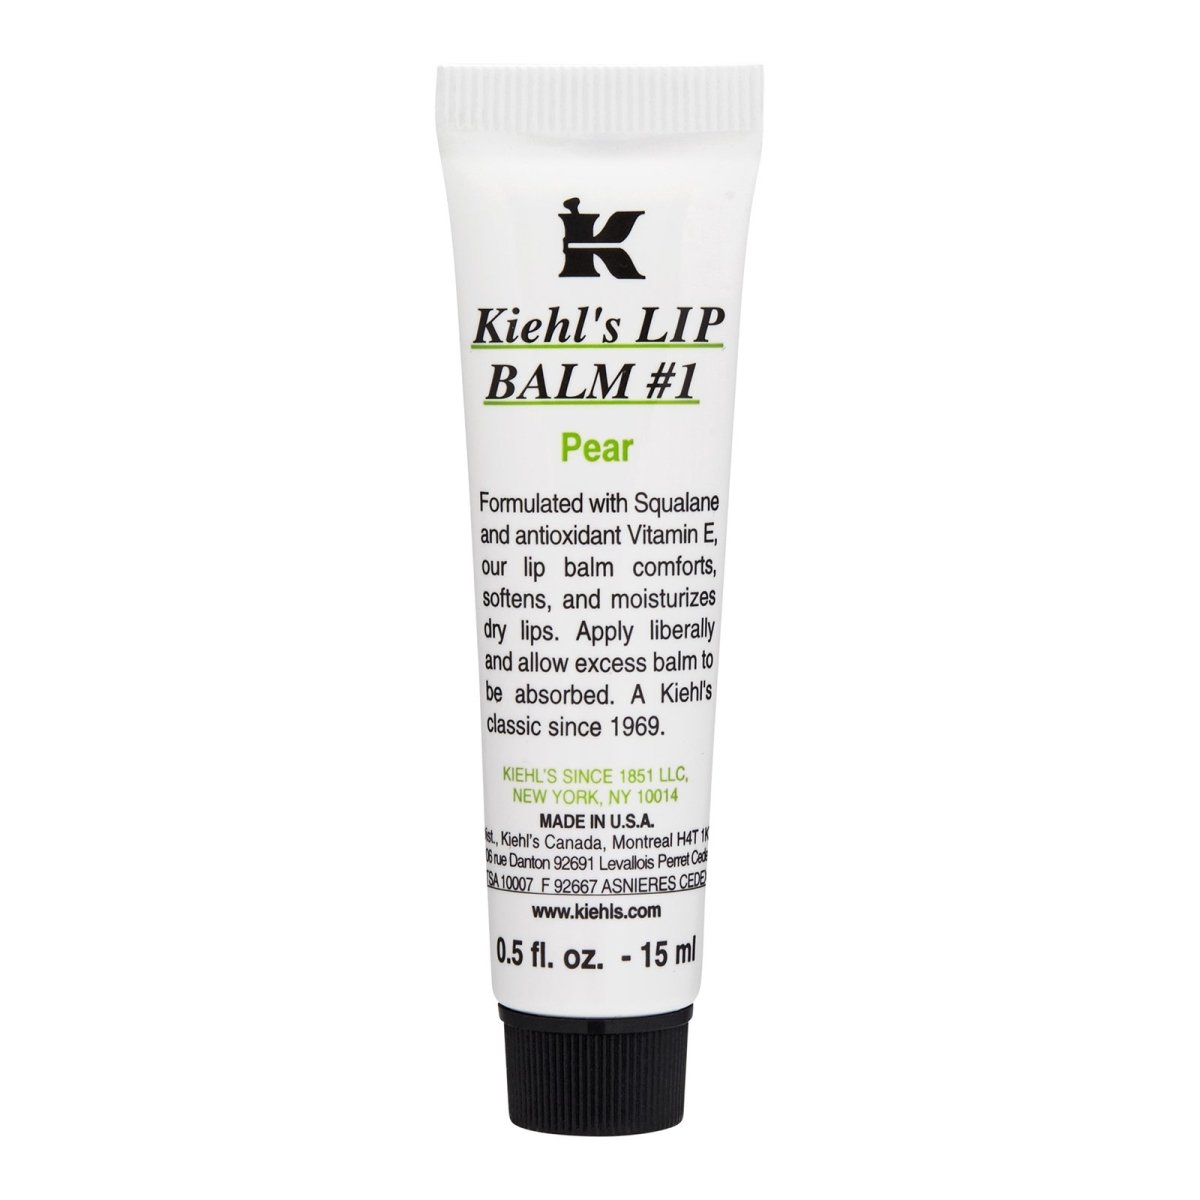 K
Kiehl's LIP
BALM #1
Pear
Formulated with Squalane
and antioxidant Vitamin E,
our lip balm comforts,
softens, and moisturizes
dry lips. Apply liberally
and allow excess balm to
be absorbed. A Kiehl's
classic since 1969.
KIEHL'S SINCE 1851 LLC,
NEW YORK, NY 10014
MADE IN U.S.A.
Kiehl's Canada, Montreal H4T
rue Danton 92691 Levallois Perret
TSA 10007 F 92667 ASNIERES CEDEX
www.kiehls.com
0.5 fl. oz. - 15 ml